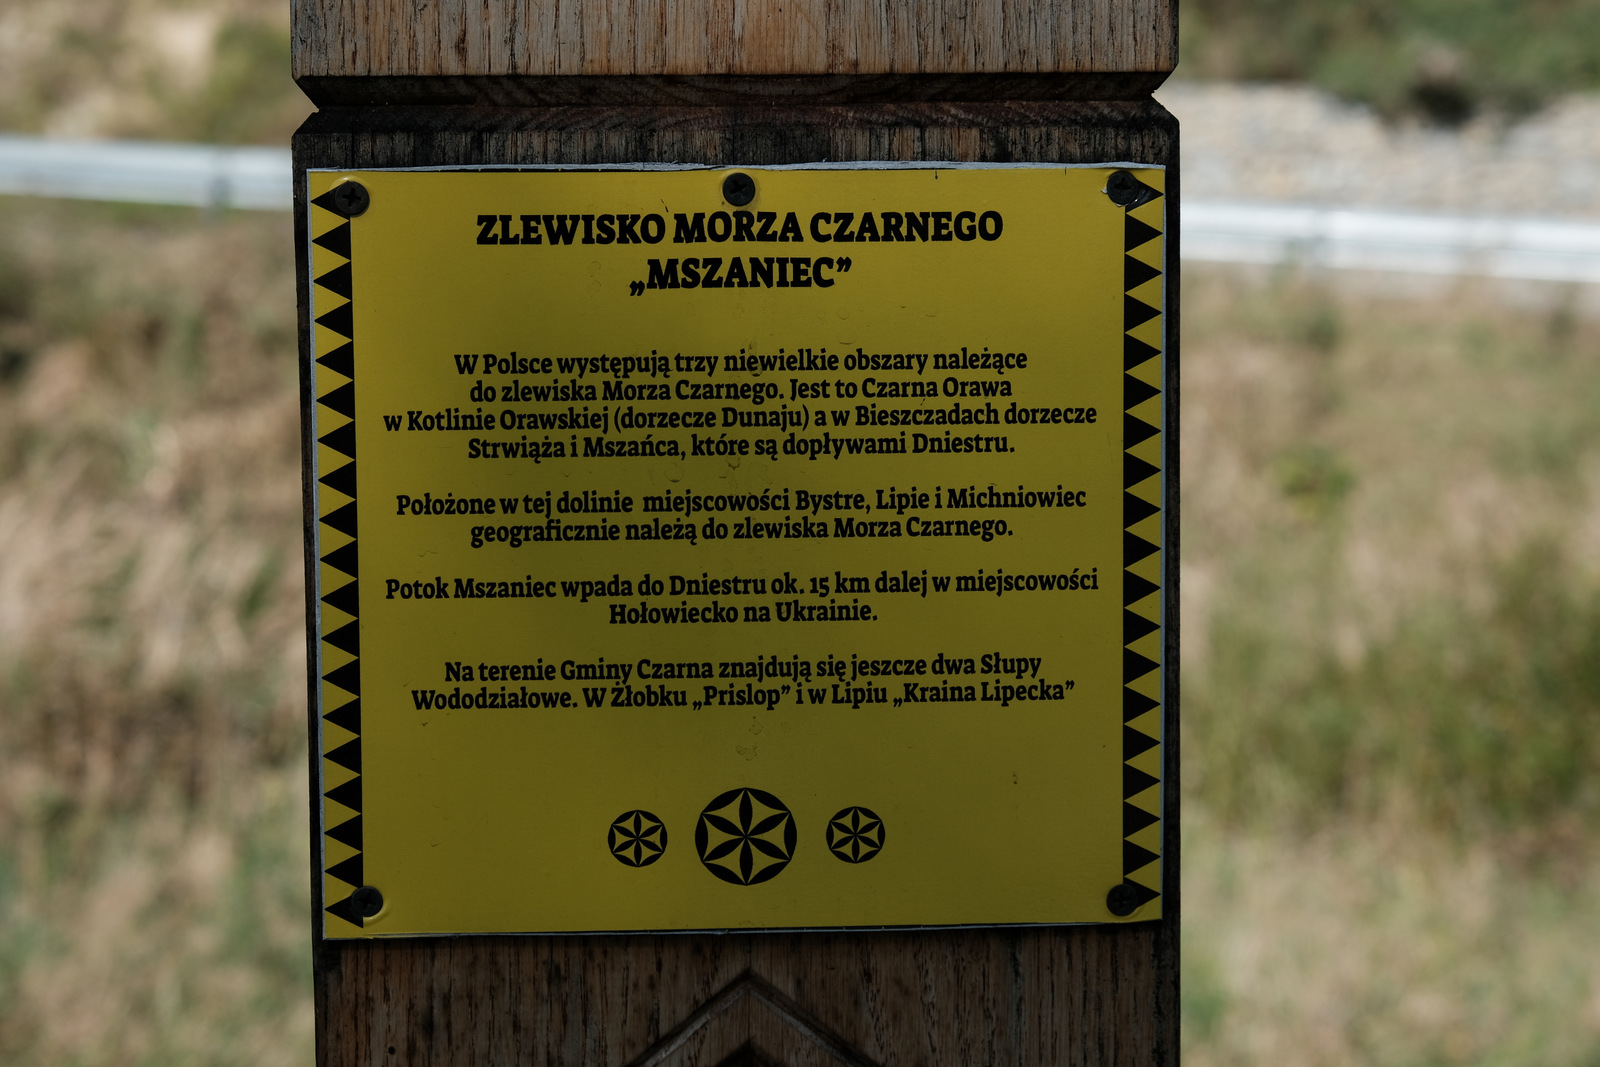 ZLEWISKO MORZA CZARNEGO
„MSZANIEC”
W Polsce występują trzy niewielkie obszary należące
do zlewiska Morza Czarnego. Jest to Czarna Orawa
w Kotlinie Orawskiej (dorzecze Dunaju) a w Bieszczadach dorzecze
Strwiąża i Mszańca, które są dopływami Dniestru.
Położone w tej dolinie miejscowości Bystre, Lipie i Michniowiec
geograficznie należą do zlewiska Morza Czarnego.
Potok Mszaniec wpada do Dniestru ok. 15 km dalej w miejscowości
Hołowiecko na Ukrainie.
Na terenie Gminy Czarna znajdują się jeszcze dwa Słupy
Wododziałowe. W Żłobku „Prislop” i w Lipiu „Kraina Lipecka”